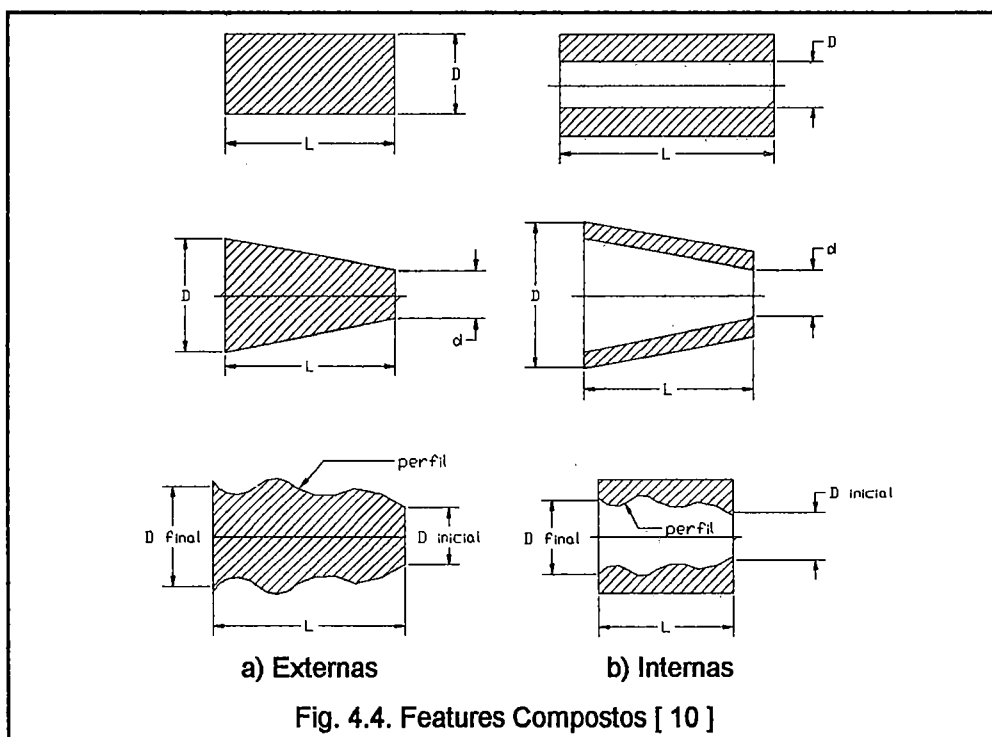 D
D
L
L
D
d
D
d
L
L
perfil
D final
D inicial
D inicial
D final
perfil
L
L
a) Externas
b) Internas
Fig. 4.4. Features Compostos [ 10 ]